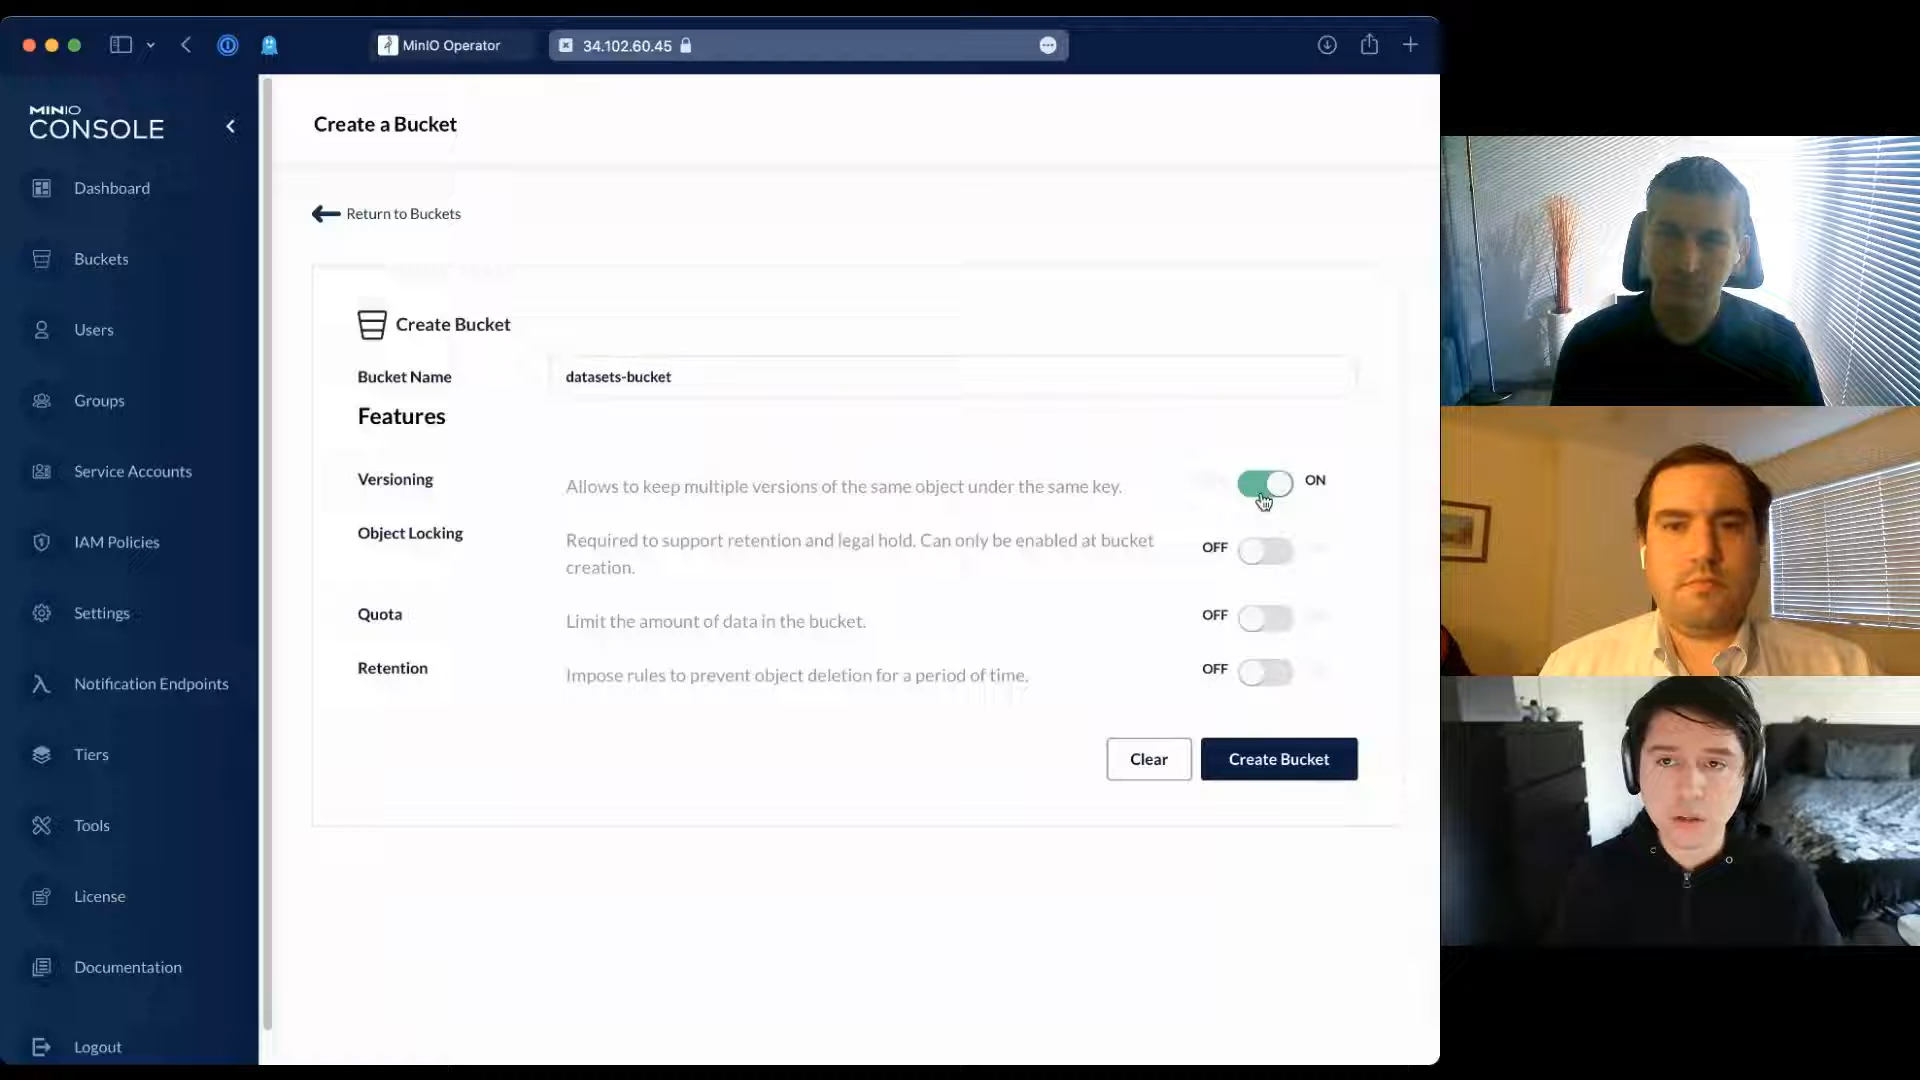 MinIO Operator
34.102.60.45
MINIO
CONSOLE
Dashboard
Buckets
Users
Groups
Service Accounts
IAM Policies
Settings
Notification Endpoints
Tiers
Tools
License
Documentation
Logout
Create a Bucket
Return to Buckets
Create Bucket
Bucket Name
datasets-bucket
Features
Versioning
Allows to keep multiple versions of the same object under the same key.
ON
Object Locking
Required to support retention and legal hold. Can only be enabled at bucket
creation.
OFF
Quota
Limit the amount of data in the bucket.
OFF
Retention
Impose rules to prevent object deletion for a period of time.
OFF
Clear
Create Bucket